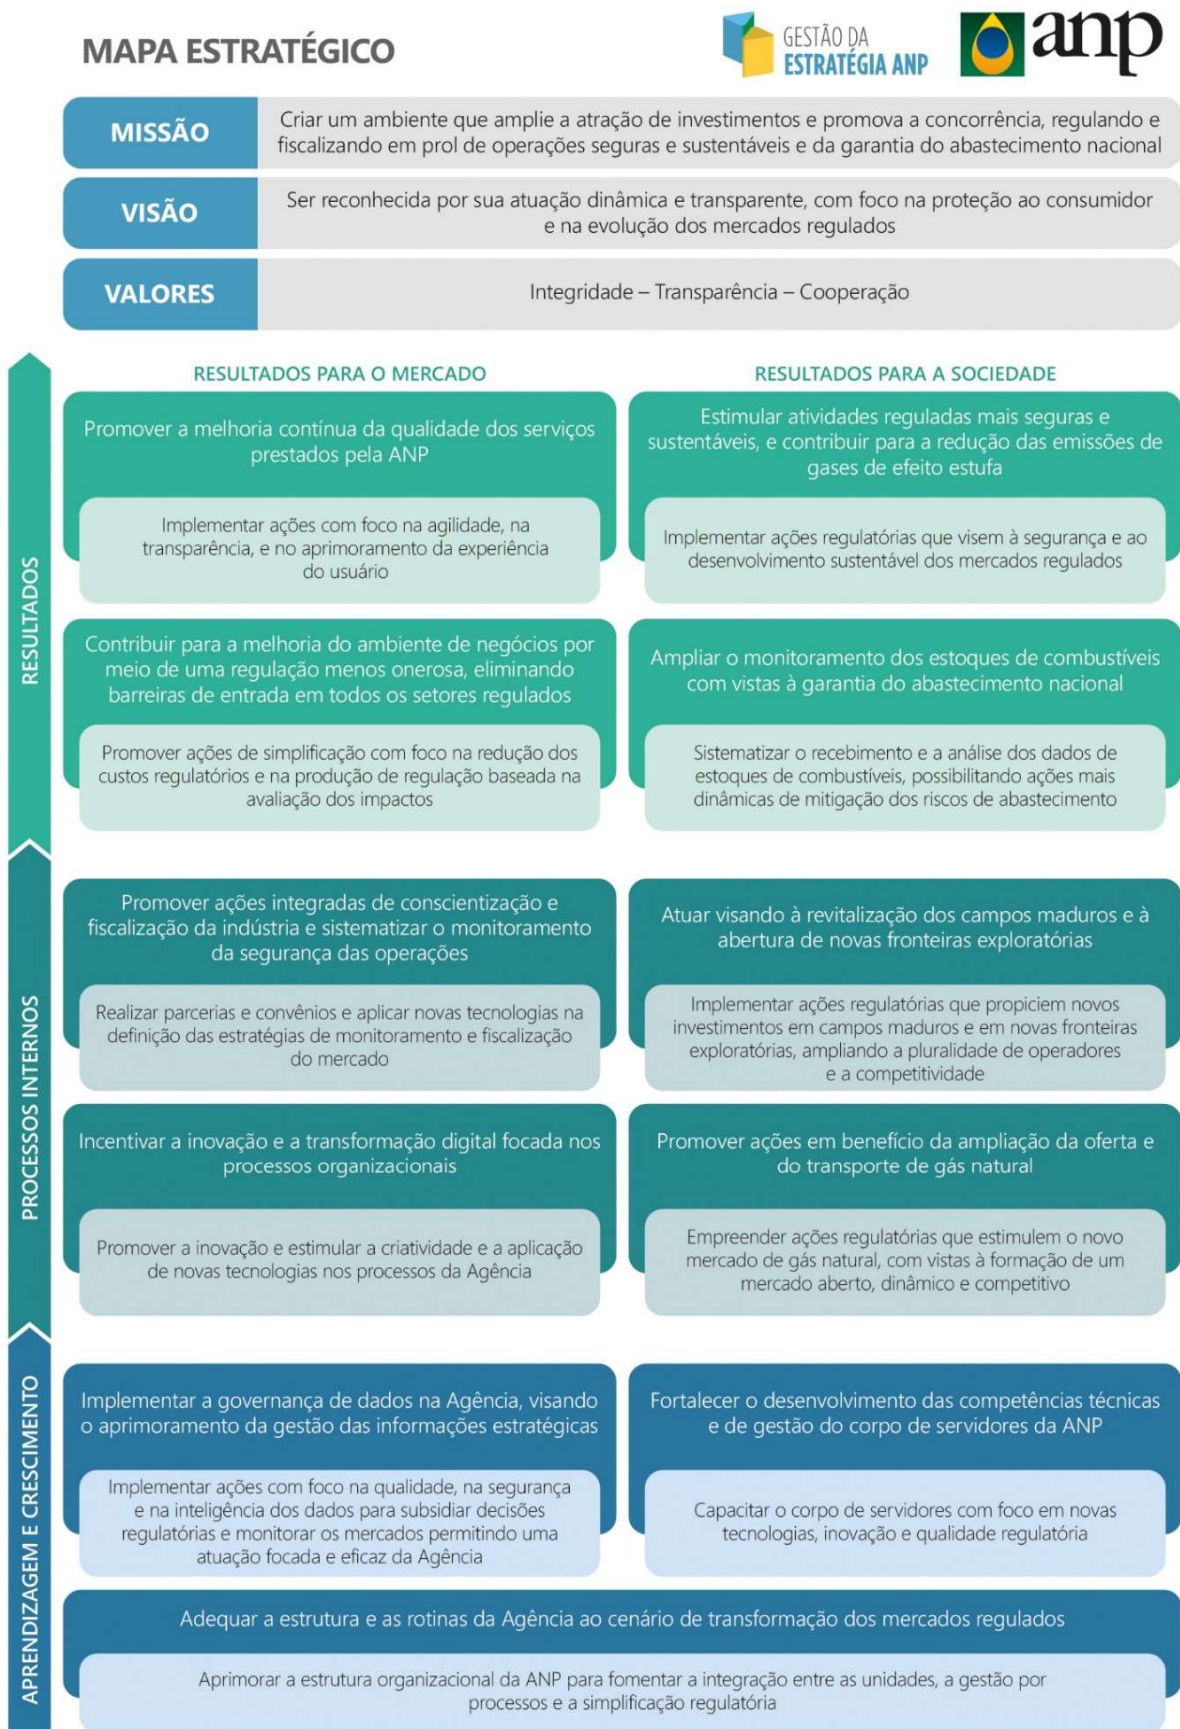 MAPA ESTRATÉGICO
GESTÃO DA
ESTRATÉGIA ANP
anp
MISSÃO
Criar um ambiente que amplie a atração de investimentos e promova a concorrência, regulando e
fiscalizando em prol de operações seguras e sustentáveis e da garantia do abastecimento nacional
VISÃO
Ser reconhecida por sua atuação dinâmica e transparente, com foco na proteção ao consumidor
e na evolução dos mercados regulados
VALORES
Integridade – Transparência – Cooperação
RESULTADOS
RESULTADOS PARA O MERCADO
RESULTADOS PARA A SOCIEDADE
Promover a melhoria contínua da qualidade dos serviços
prestados pela ANP
Implementar ações com foco na agilidade, na
transparência, e no aprimoramento da experiência
do usuário
Estimular atividades reguladas mais seguras e
sustentáveis, e contribuir para a redução das emissões de
gases de efeito estufa
Implementar ações regulatórias que visem à segurança e ao
desenvolvimento sustentável dos mercados regulados
Contribuir para a melhoria do ambiente de negócios por
meio de uma regulação menos onerosa, eliminando
barreiras de entrada em todos os setores regulados
Promover ações de simplificação com foco na redução dos
custos regulatórios e na produção de regulação baseada na
avaliação dos impactos
Ampliar o monitoramento dos estoques de combustíveis
com vistas à garantia do abastecimento nacional
Sistematizar o recebimento e a análise dos dados de
estoques de combustíveis, possibilitando ações mais
dinâmicas de mitigação dos riscos de abastecimento
PROCESSOS INTERNOS
Promover ações integradas de conscientização e
fiscalização da indústria e sistematizar o monitoramento
da segurança das operações
Realizar parcerias e convênios e aplicar novas tecnologias na
definição das estratégias de monitoramento e fiscalização
do mercado
Atuar visando à revitalização dos campos maduros e à
abertura de novas fronteiras exploratórias
Implementar ações regulatórias que propiciem novos
investimentos em campos maduros e em novas fronteiras
exploratórias, ampliando a pluralidade de operadores
e a competitividade
Incentivar a inovação e a transformação digital focada nos
processos organizacionais
Promover a inovação e estimular a criatividade e a aplicação
de novas tecnologias nos processos da Agência
Promover ações em benefício da ampliação da oferta e
do transporte de gás natural
Empreender ações regulatórias que estimulem o novo
mercado de gás natural, com vistas à formação de um
mercado aberto, dinâmico e competitivo
APRENDIZAGEM E CRESCIMENTO
Implementar a governança de dados na Agência, visando
o aprimoramento da gestão das informações estratégicas
Implementar ações com foco na qualidade, na segurança
e na inteligência dos dados para subsidiar decisões
regulatórias e monitorar os mercados permitindo uma
atuação focada e eficaz da Agência
Fortalecer o desenvolvimento das competências técnicas
e de gestão do corpo de servidores da ANP
Capacitar o corpo de servidores com foco em novas
tecnologias, inovação e qualidade regulatória
Adequar a estrutura e as rotinas da Agência ao cenário de transformação dos mercados regulados
Aprimorar a estrutura organizacional da ANP para fomentar a integração entre as unidades, a gestão por
processos e a simplificação regulatória